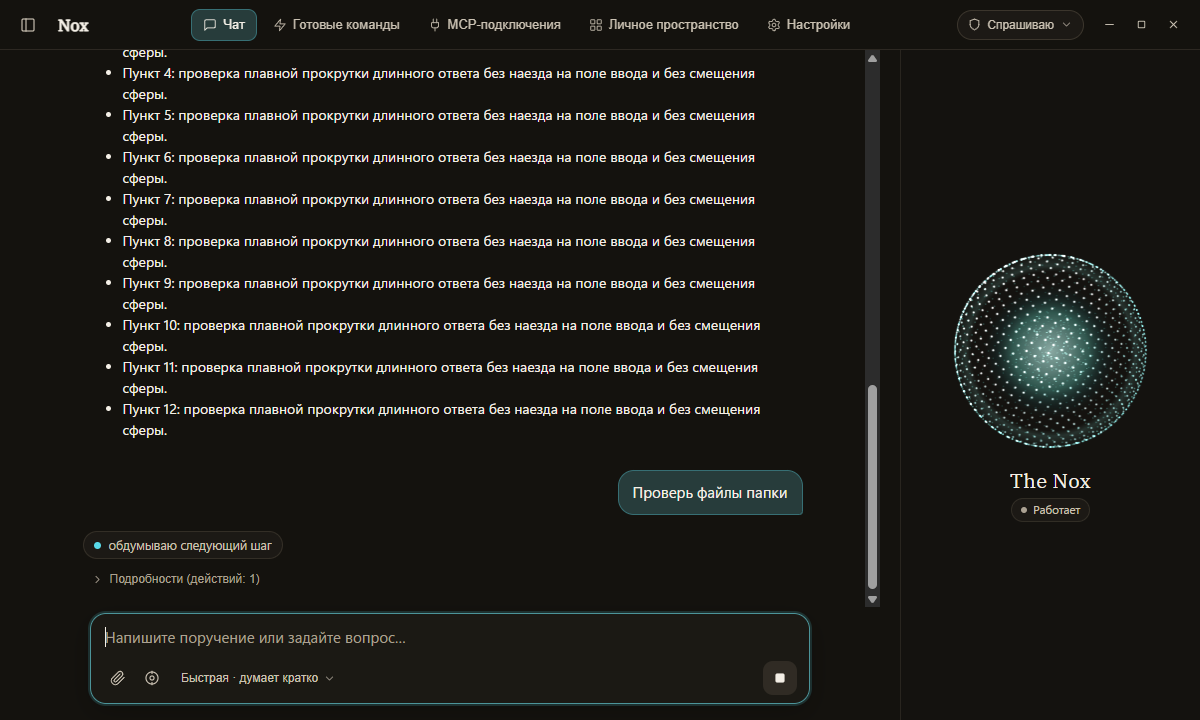 Nox
Чат
Готовые команды
MCP-подключения
Личное пространство
Настройки
Спрашиваю
сферы.
Пункт 4: проверка плавной прокрутки длинного ответа без наезда на поле ввода и без смещения
сферы.
Пункт 5: проверка плавной прокрутки длинного ответа без наезда на поле ввода и без смещения
сферы.
Пункт 6: проверка плавной прокрутки длинного ответа без наезда на поле ввода и без смещения
сферы.
Пункт 7: проверка плавной прокрутки длинного ответа без наезда на поле ввода и без смещения
сферы.
Пункт 8: проверка плавной прокрутки длинного ответа без наезда на поле ввода и без смещения
сферы.
Пункт 9: проверка плавной прокрутки длинного ответа без наезда на поле ввода и без смещения
сферы.
Пункт 10: проверка плавной прокрутки длинного ответа без наезда на поле ввода и без смещения
сферы.
Пункт 11: проверка плавной прокрутки длинного ответа без наезда на поле ввода и без смещения
сферы.
Пункт 12: проверка плавной прокрутки длинного ответа без наезда на поле ввода и без смещения
сферы.
Проверь файлы папки
обдумываю следующий шаг
Подробности (действий: 1)
Напишите поручение или задайте вопрос...
Быстрая · думает кратко
The Nox
Работает